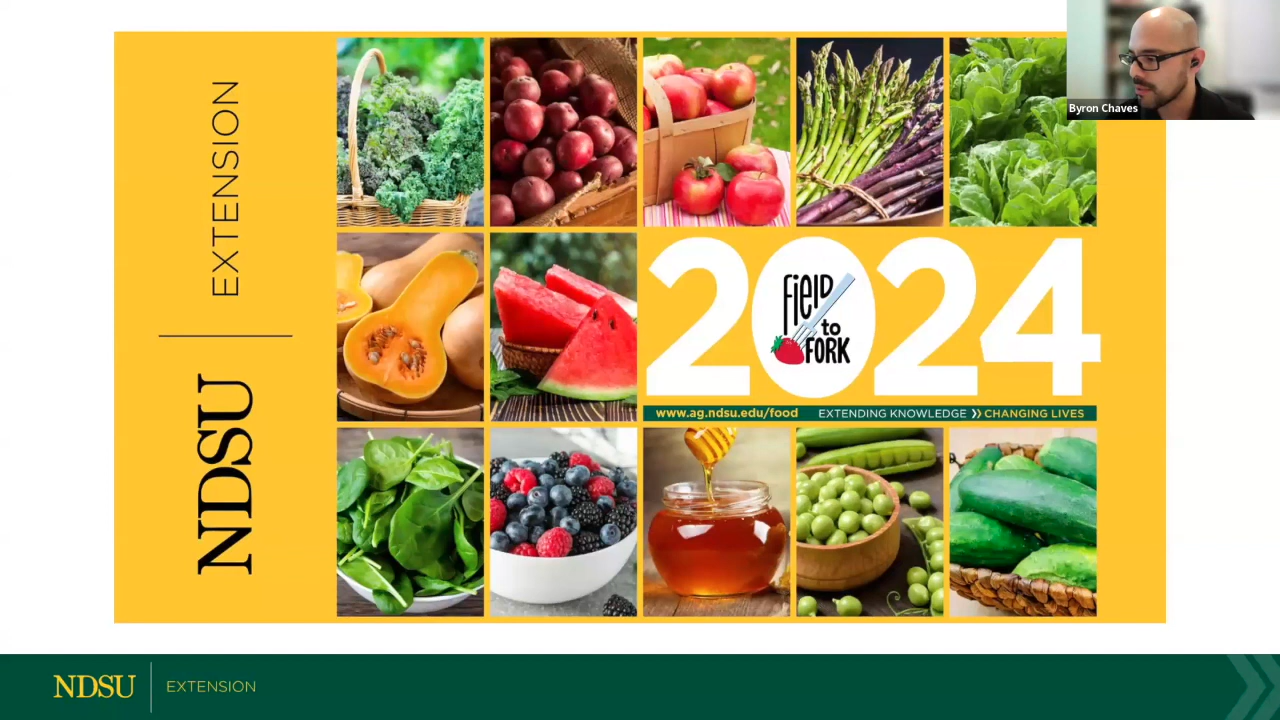 NDSU | EXTENSION
Byron Chaves
2024
FIELD
to
FORK
www.ag.ndsu.edu/food EXTENDING KNOWLEDGE CHANGING LIVES
NDSU EXTENSION